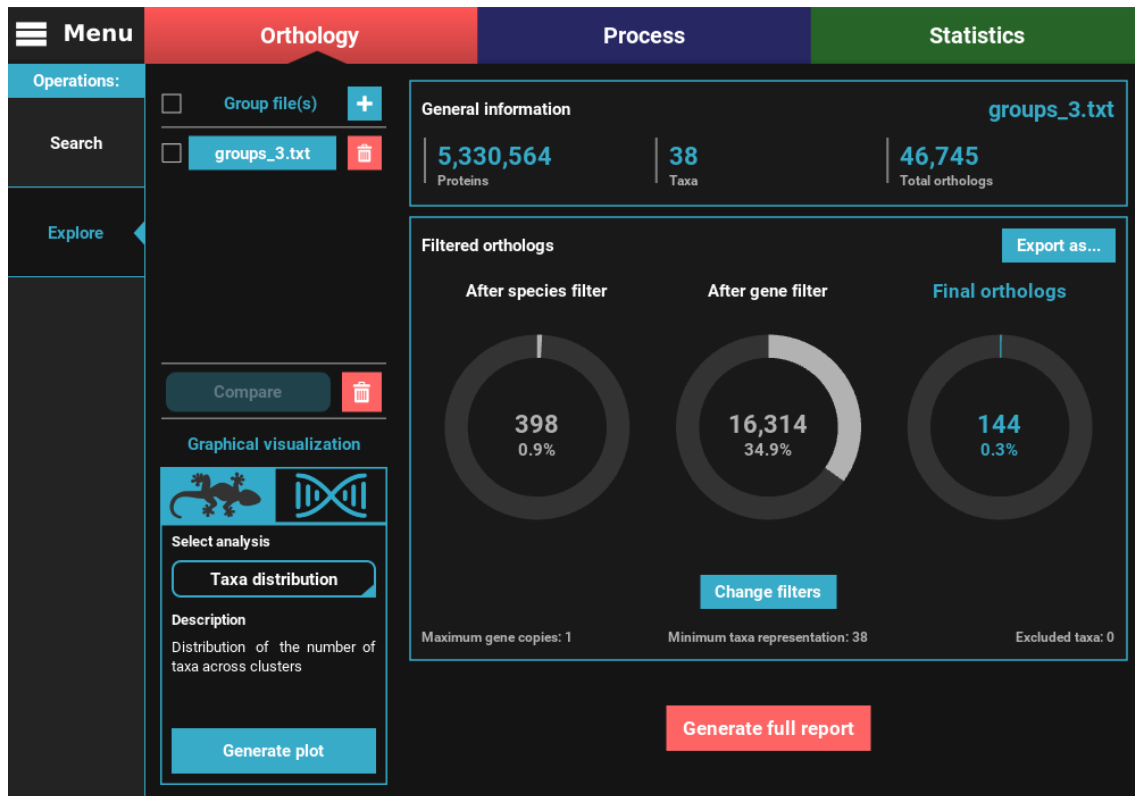 Menu
Orthology
Process
Statistics
Operations:
Search
Explore
Group file(s)
groups_3.txt
Compare
Graphical visualization
Select analysis
Taxa distribution
Description
Distribution of the number of
taxa across clusters
Generate plot
General information
groups_3.txt
5,330,564
Proteins
38
Taxa
46,745
Total orthologs
Filtered orthologs
Export as...
After species filter
398
0.9%
After gene filter
16,314
34.9%
Final orthologs
144
0.3%
Change filters
Maximum gene copies: 1
Minimum taxa representation: 38
Excluded taxa: 0
Generate full report